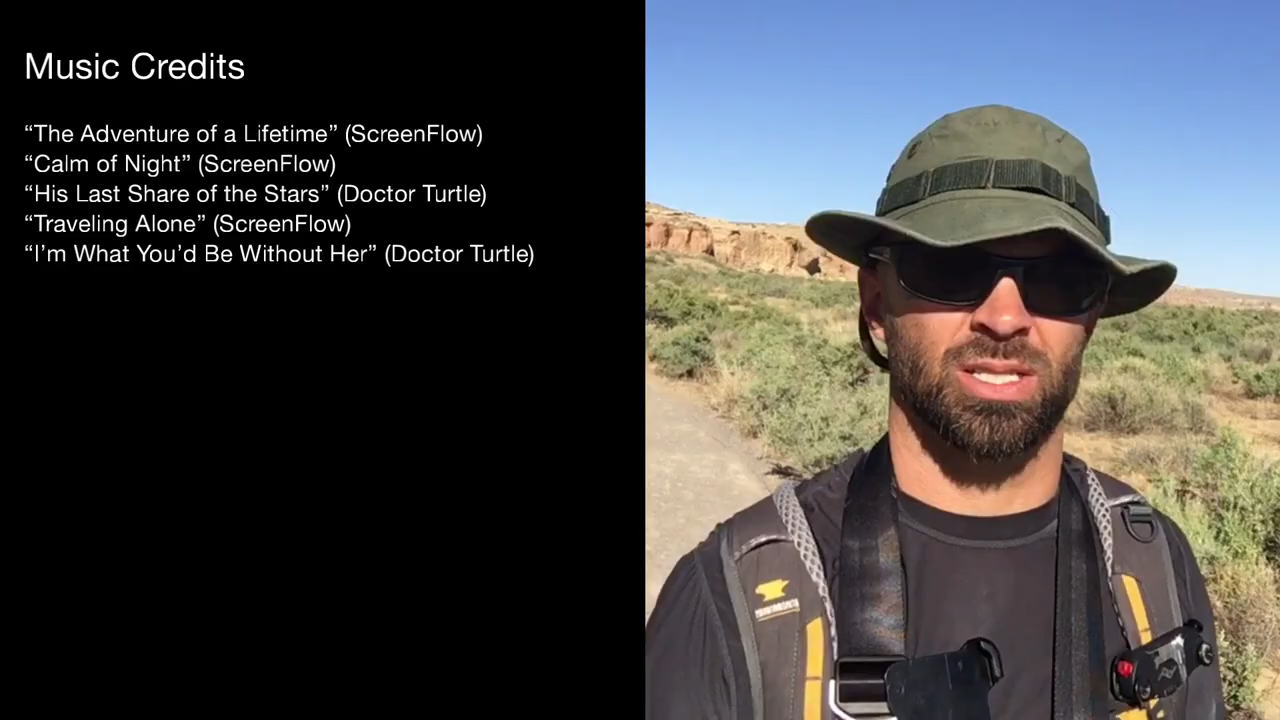 Music Credits
“The Adventure of a Lifetime” (ScreenFlow)
“Calm of Night” (ScreenFlow)
“His Last Share of the Stars” (Doctor Turtle)
“Traveling Alone” (ScreenFlow)
“I’m What You’d Be Without Her” (Doctor Turtle)